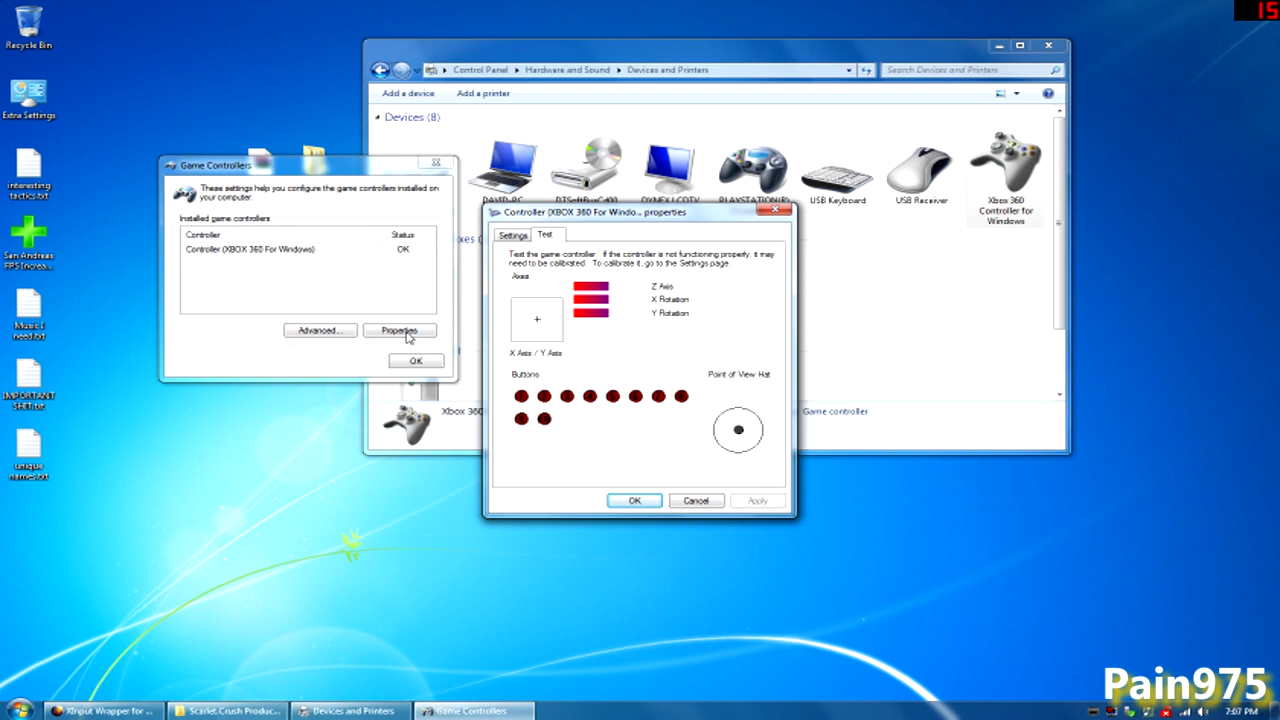 15
Recycle Bin
Extra Settings
interesting
tactics.txt
San Andreas
FPS Increa...
Music I
need.txt
IMPORTANT
SHIT.txt
unique
names.txt
Control Panel Hardware and Sound Devices and Printers
Search Devices and Printers
Add a device Add a printer
Devices (8)
DAVID-PC
DTSoftBusCd00
DYNEX LCDTV
PLAYSTATION(R)
USB Keyboard
USB Receiver
Xbox 360
Controller for
Windows
Xbox 360
Game controller
Game Controllers
These settings help you configure the game controllers installed on
your computer.
Installed game controllers
Controller Status
Controller (XBOX 360 For Windows) OK
Advanced... Properties
OK
Controller (XBOX 360 For Windo... properties
Settings Test
Test the game controller. If the controller is not functioning properly, it may
need to be calibrated. To calibrate it, go to the Settings page.
Axes
Z Axis
X Rotation
Y Rotation
X Axis / Y Axis
Buttons
Point of View Hat
OK Cancel Apply
Pain975
XInput Wrapper for ...
Scarlet.Crush Produc...
Devices and Printers
Game Controllers
7:07 PM